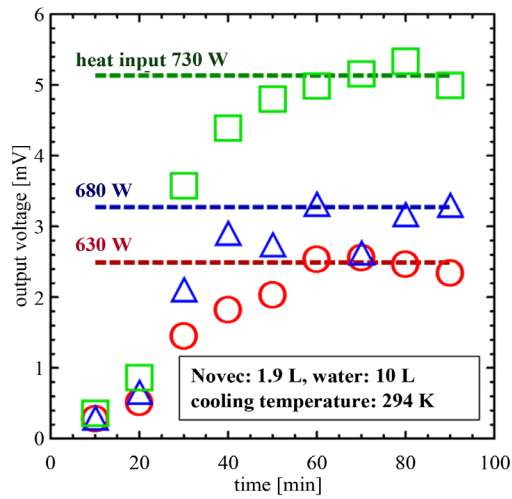 6
5
4
3
2
1
0
output voltage [mV]
heat input 730 W
680 W
630 W
Novec: 1.9 L, water: 10 L
cooling temperature: 294 K
0 20 40 60 80 100
time [min]